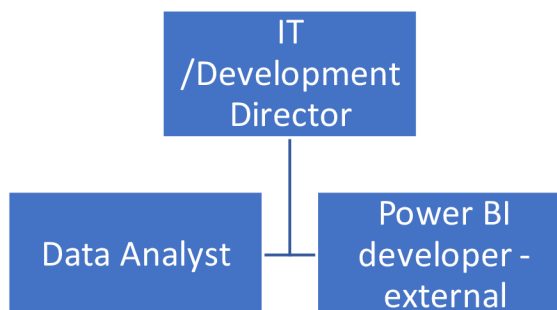 IT
/Development
Director
Data Analyst
Power BI
developer -
external